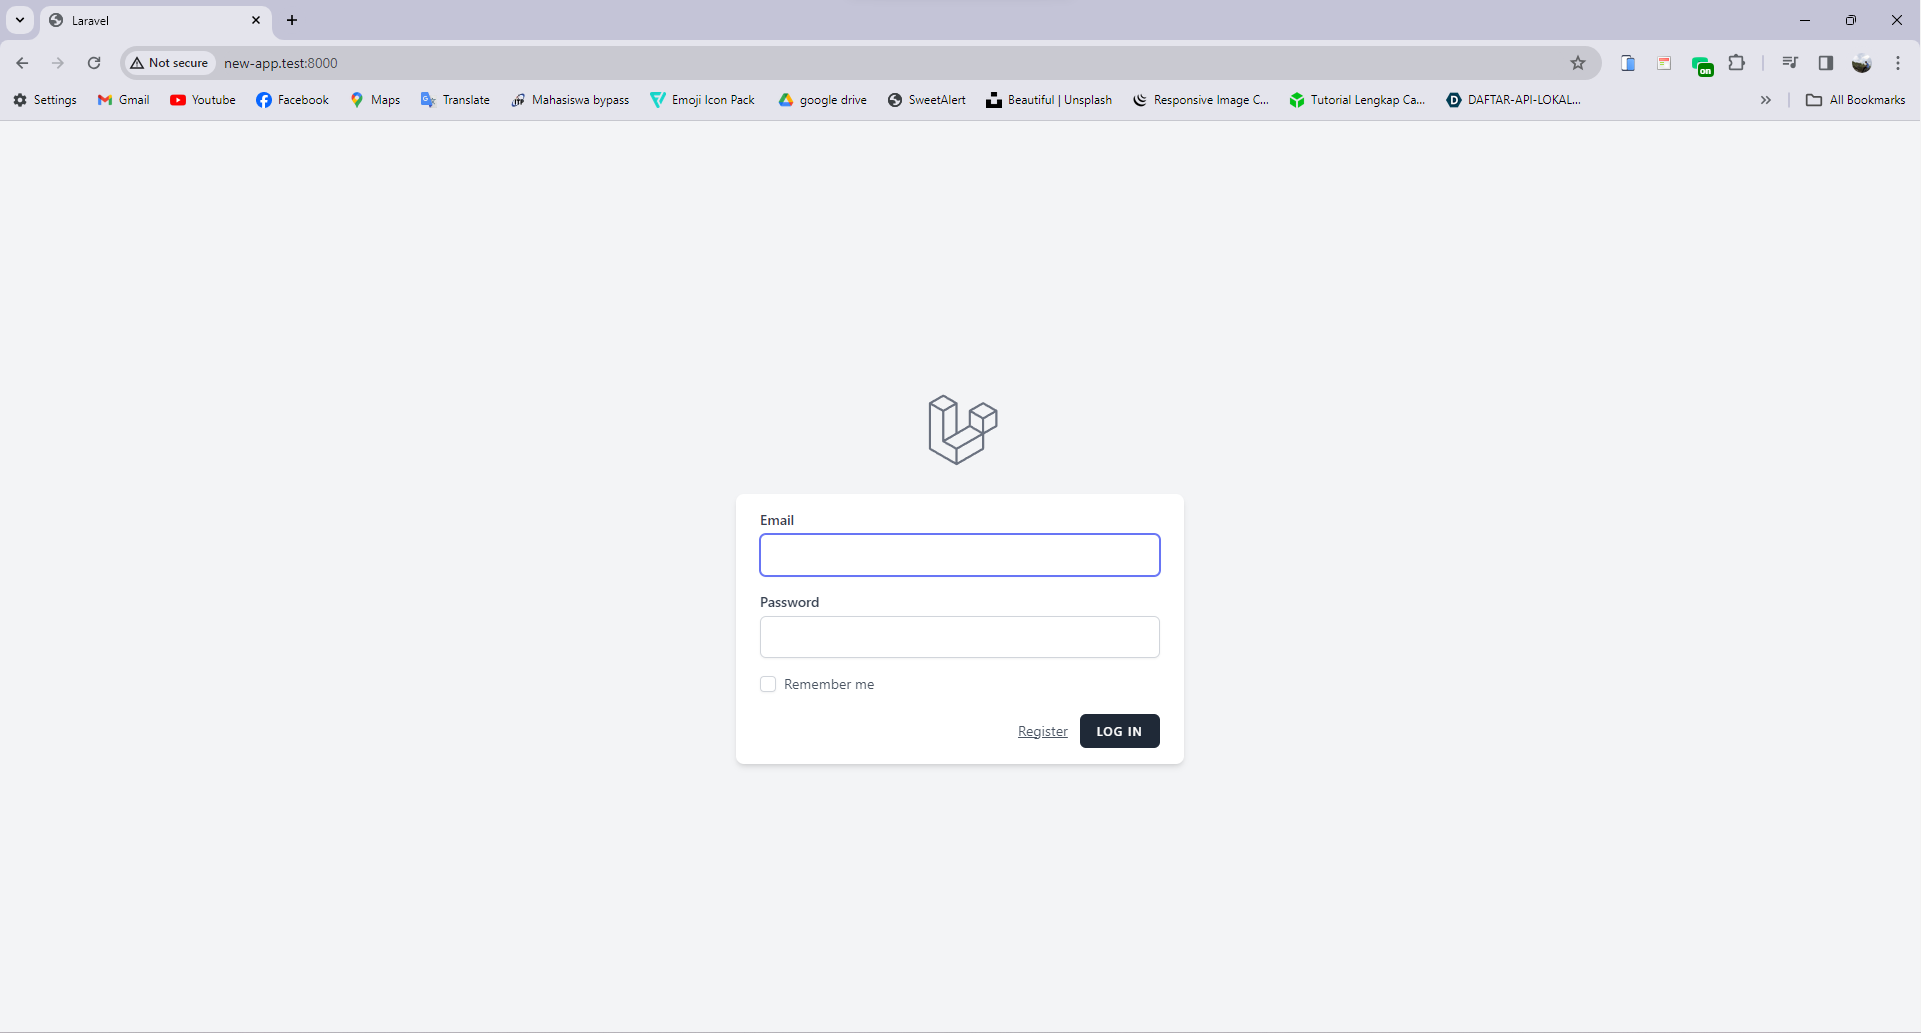 Laravel
Not secure new-app.test:8000
on
Settings Gmail Youtube Facebook Maps Translate Mahasiswa bypass Emoji Icon Pack google drive SweetAlert Beautiful | Unsplash Responsive Image C... Tutorial Lengkap Ca... DAFTAR-API-LOKAL... All Bookmarks
Email
Password
Remember me
Register LOG IN